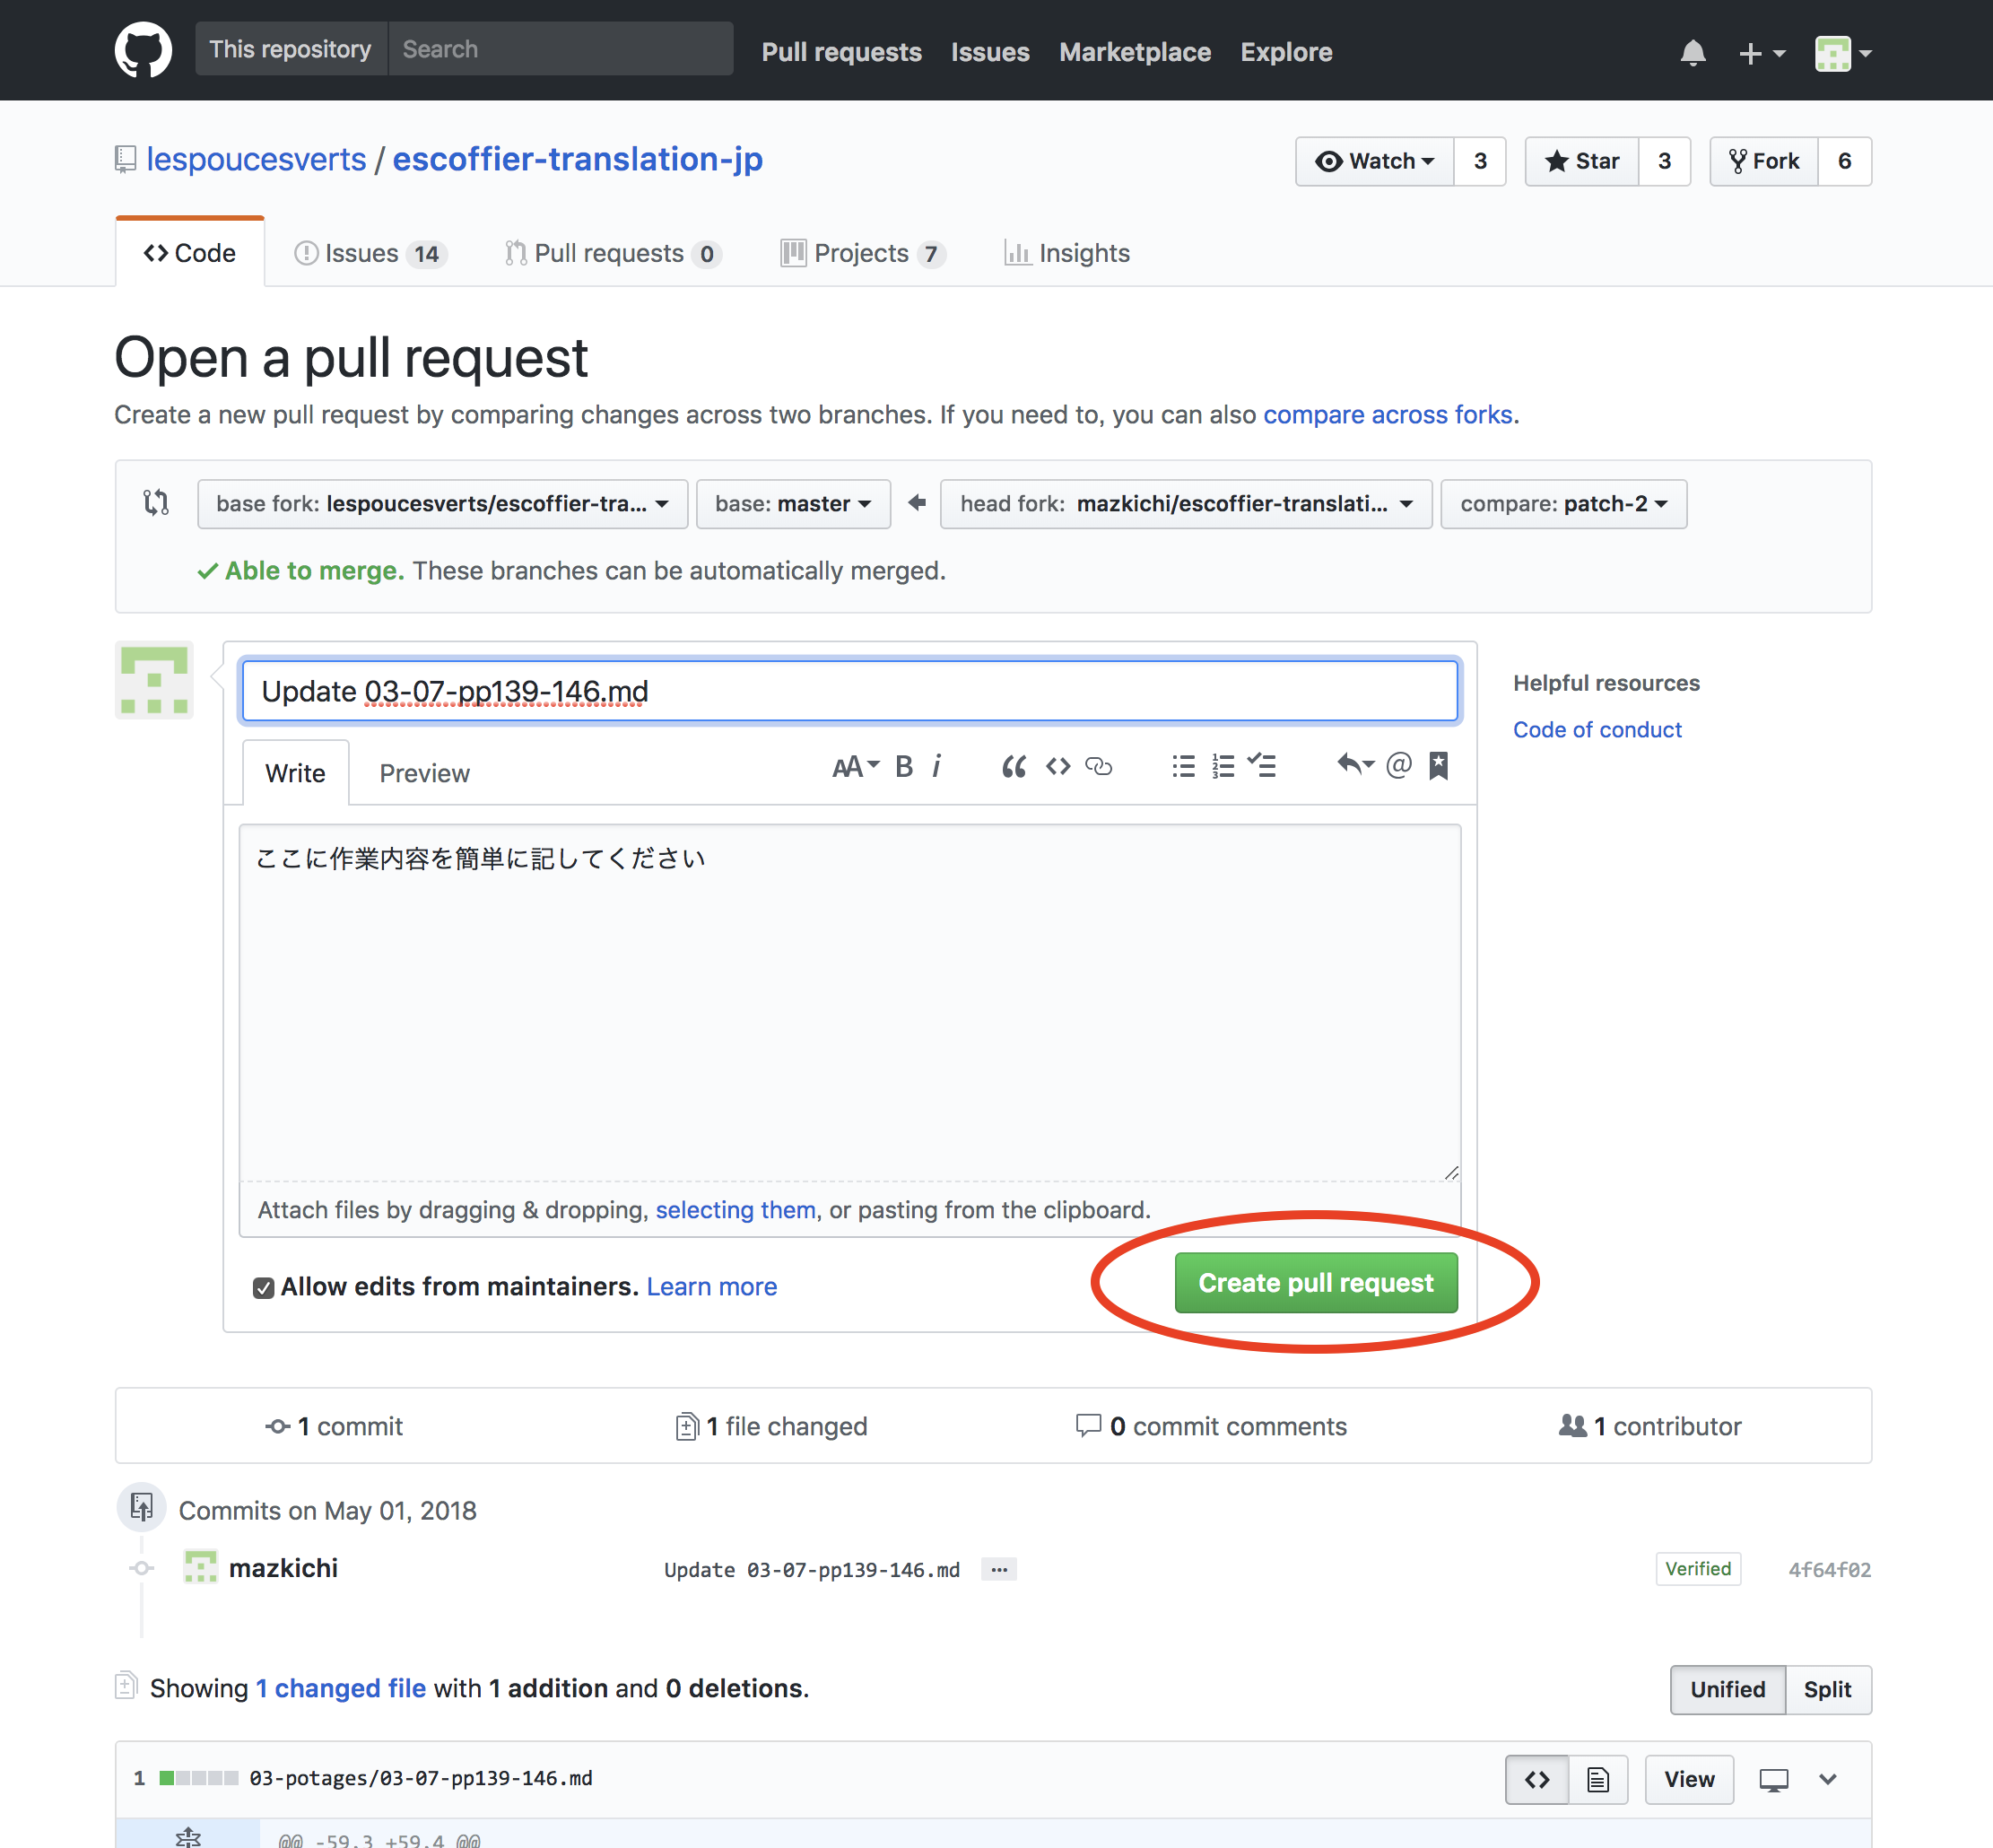 This repository Search Pull requests Issues Marketplace Explore
lespoucesverts / escoffier-translation-jp Watch 3 Star 3 Fork 6
Code Issues 14 Pull requests 0 Projects 7 Insights
Open a pull request
Create a new pull request by comparing changes across two branches. If you need to, you can also compare across forks.
base fork: lespoucesverts/escoffier-tra... base: master head fork: mazkichi/escoffier-translati... compare: patch-2
Able to merge. These branches can be automatically merged.
Update 03-07-pp139-146.md
Helpful resources
Code of conduct
Write Preview AA B i @
ここに作業内容を簡単に記してください
Attach files by dragging & dropping, selecting them, or pasting from the clipboard.
Allow edits from maintainers. Learn more Create pull request
1 commit 1 file changed 0 commit comments 1 contributor
Commits on May 01, 2018
mazkichi Update 03-07-pp139-146.md ... Verified 4f64f02
Showing 1 changed file with 1 addition and 0 deletions. Unified Split
1 03-potages/03-07-pp139-146.md View
@@ -59,3 +59,4 @@